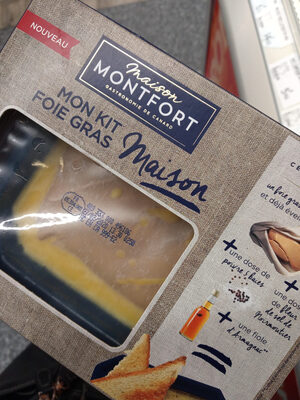 NOUVEAU
Maison
MONTFORT
GASTRONOMIE DE CANARD
MON KIT
FOIE GRAS
Maison
un foie gras
et déjà
+ une dose de
poivre 5 baies
+ une dose
de fleur
de sel de
Noirmoutier
+ une fiole
d'Armagnac